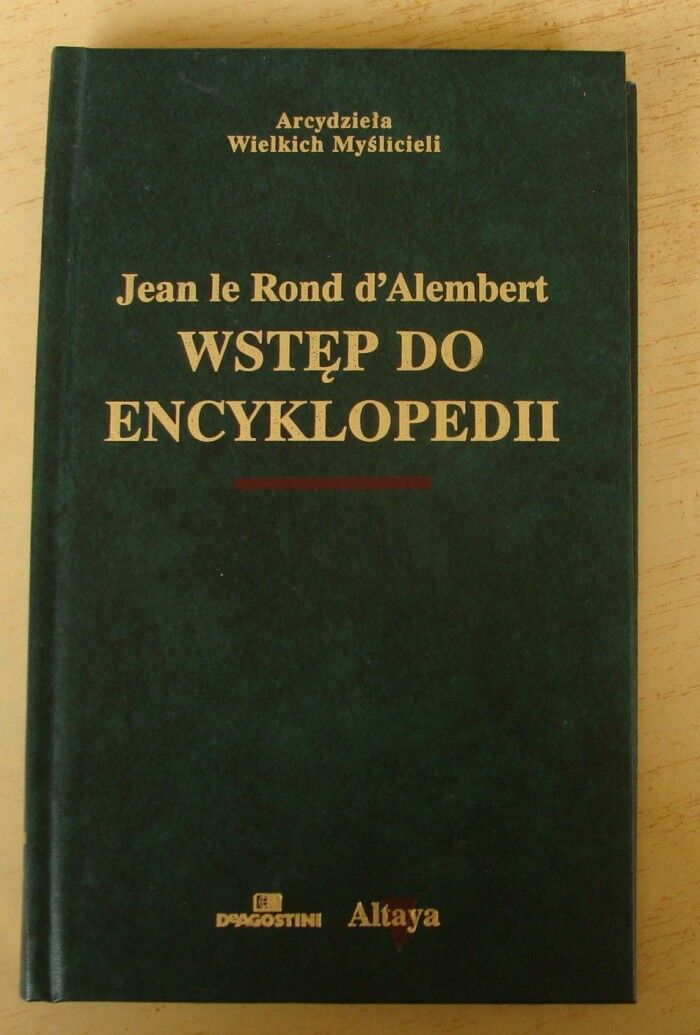 Arcydzieła
Wielkich Myślicieli
Jean le Rond d'Alembert
WSTĘP DO
ENCYKLOPEDII
DeAGOSTINI Altaya